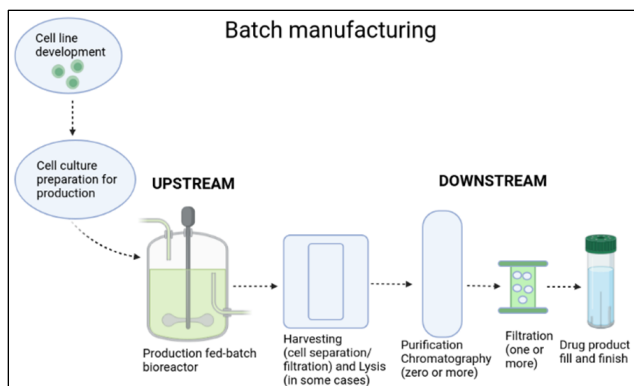 Batch manufacturing
Cell line
development
Cell culture
preparation for
production
UPSTREAM
DOWNSTREAM
Production fed-batch
bioreactor
Harvesting
(cell separation/
filtration) and Lysis
(in some cases)
Purification
Chromatography
(zero or more)
Filtration
(one or
more)
Drug product
fill and finish